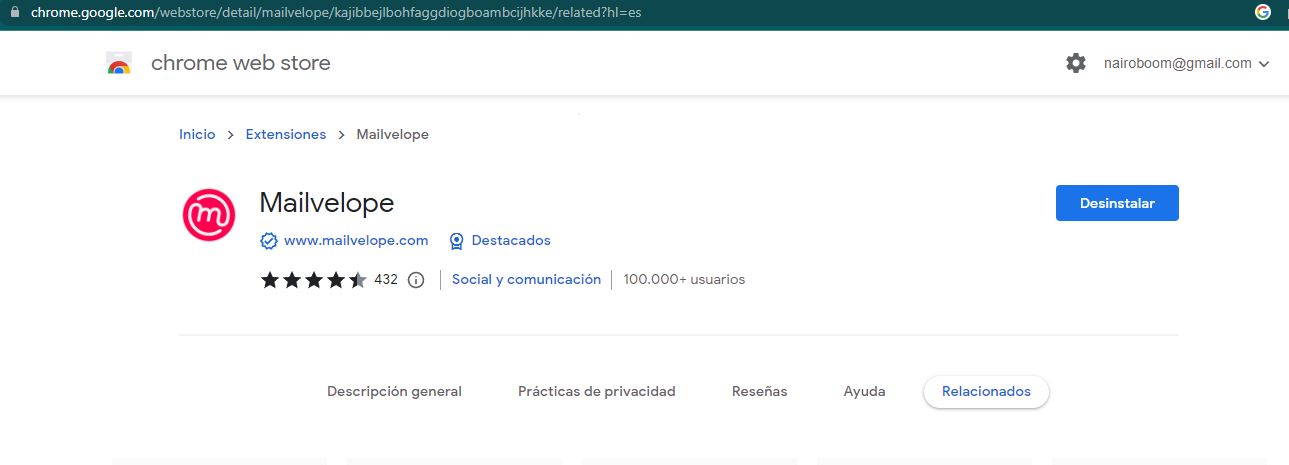 chrome.google.com/webstore/detail/mailvelope/kajibbejlbohfaggdiogboambcijhkke/related?hl=es
chrome web store
nairoboom@gmail.com
Inicio > Extensiones > Mailvelope
Mailvelope
Desinstalar
www.mailvelope.com Destacados
432 Social y comunicación 100.000+ usuarios
Descripción general Prácticas de privacidad Reseñas Ayuda Relacionados